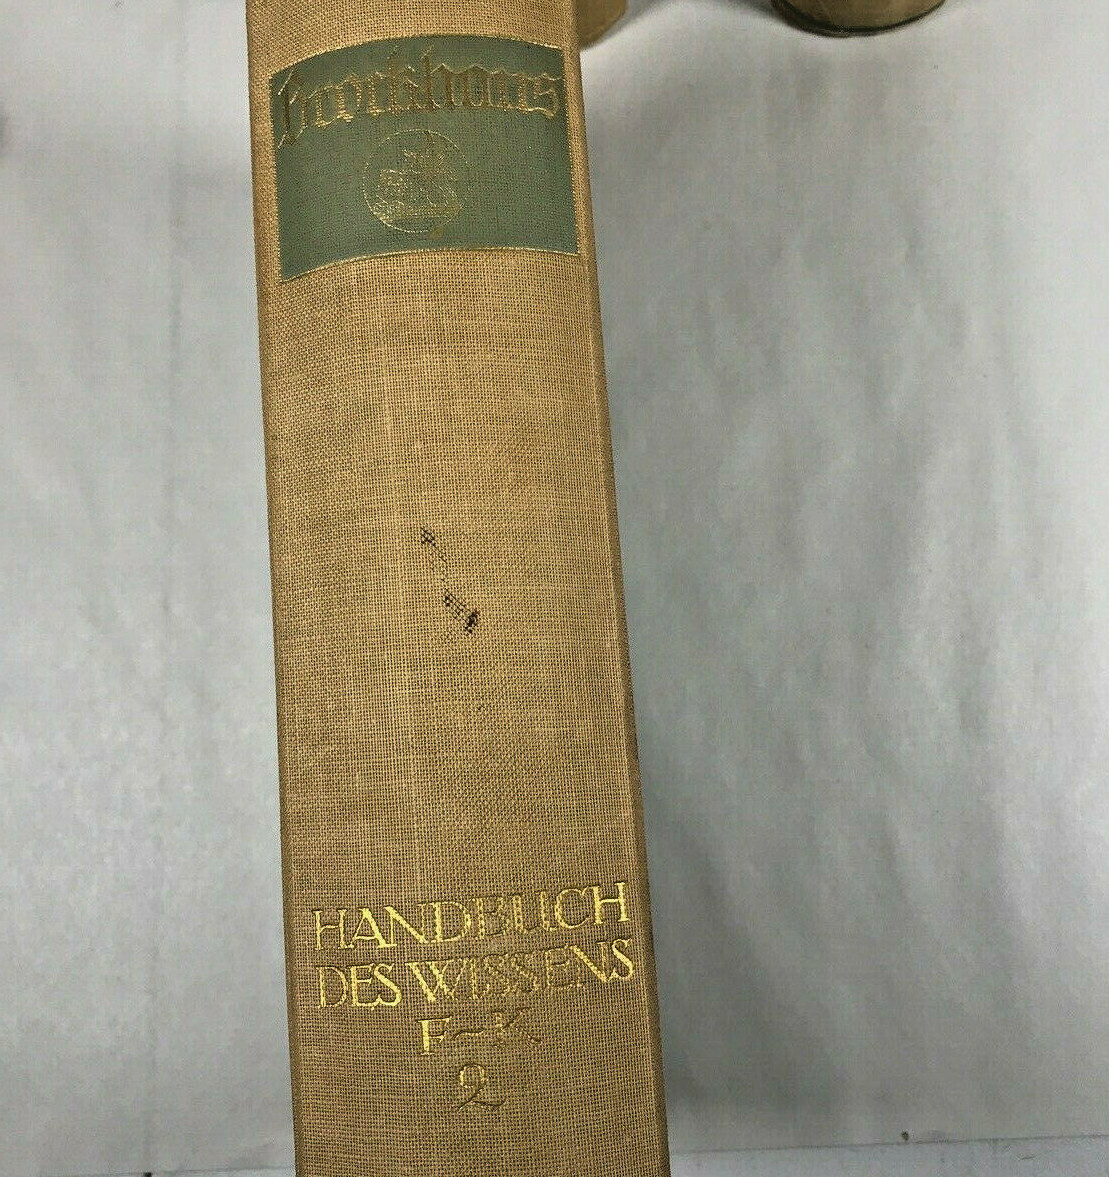 Brockhaus
HANDBUCH
DES WISSENS
F-K
2